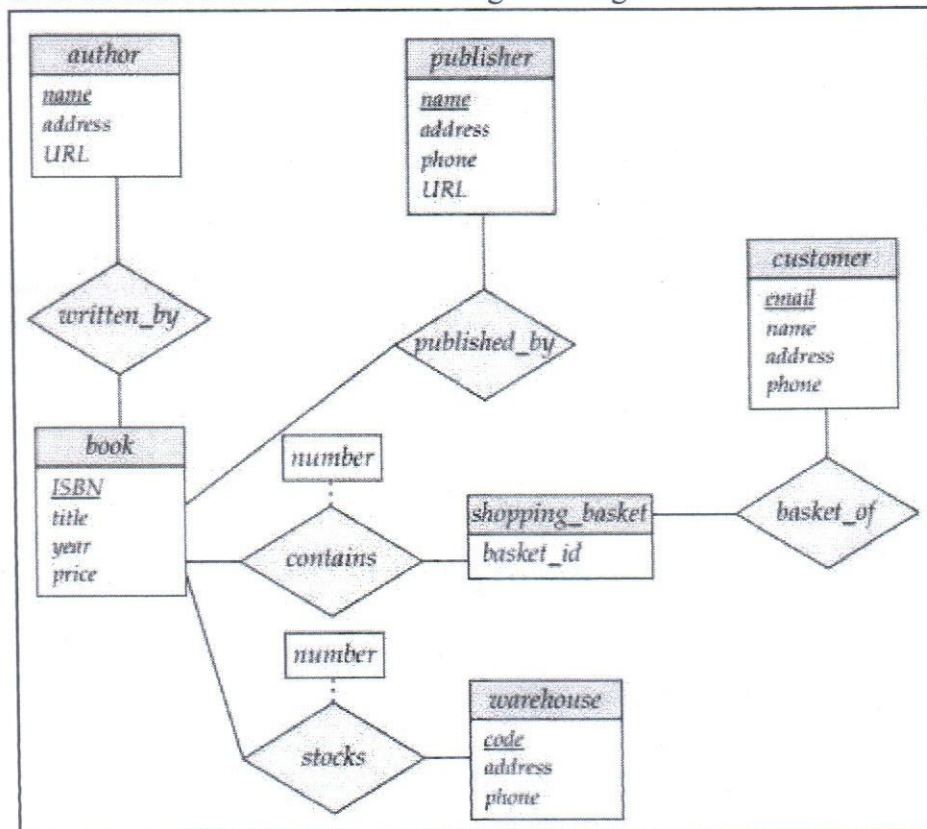 author
name
address
URL
publisher
name
address
phone
URL
written_by
published_by
customer
email
name
address
phone
book
ISBN
title
year
price
number
contains
shopping_basket
basket_id
basket_of
number
stocks
warehouse
code
address
phone